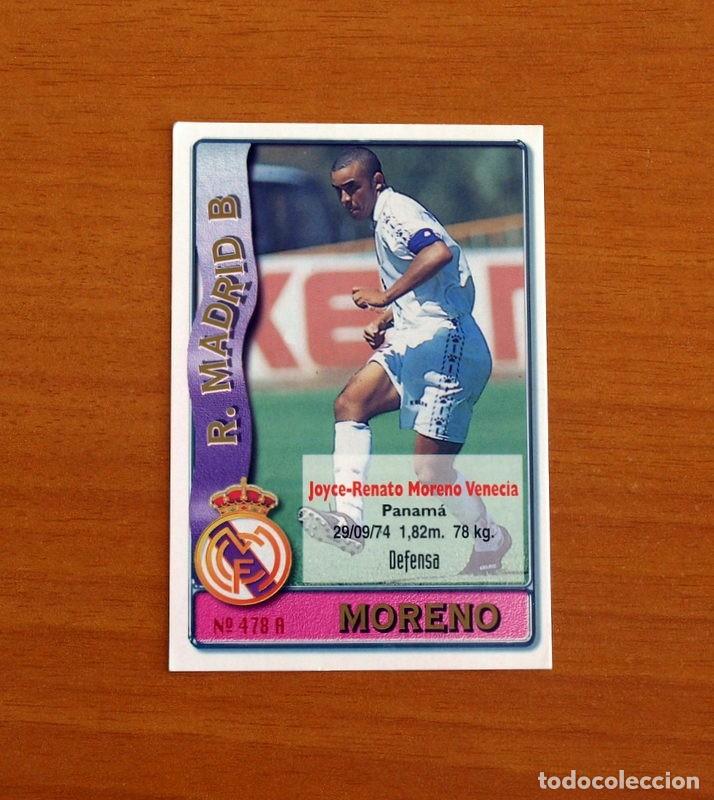 R. MADRID B
Joyce-Renato Moreno Venecia
Panamá
29/09/74 1,82m. 78 kg.
Defensa
Nº 478 A
MORENO
todocoleccion